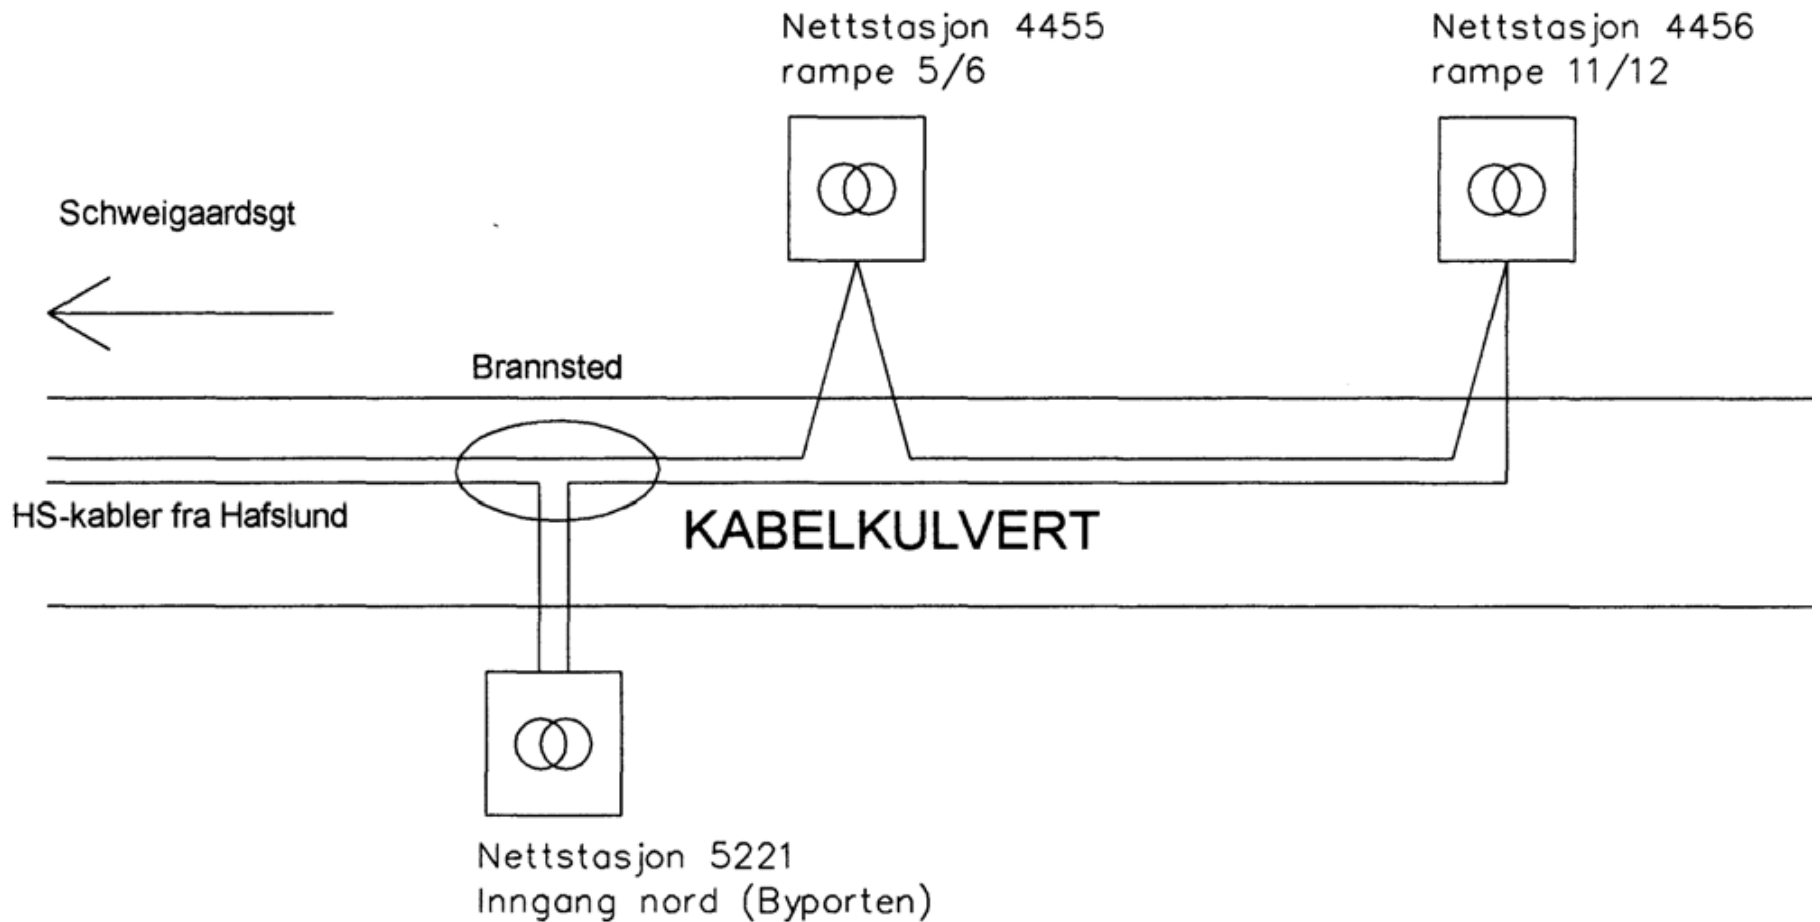 Nettstasjon 4455
rampe 5/6
Nettstasjon 4456
rampe 11/12
Schweigaardsgt
Brannsted
HS-kabler fra Hafslund
KABELKULVERT
Nettstasjon 5221
Inngang nord (Byporten)